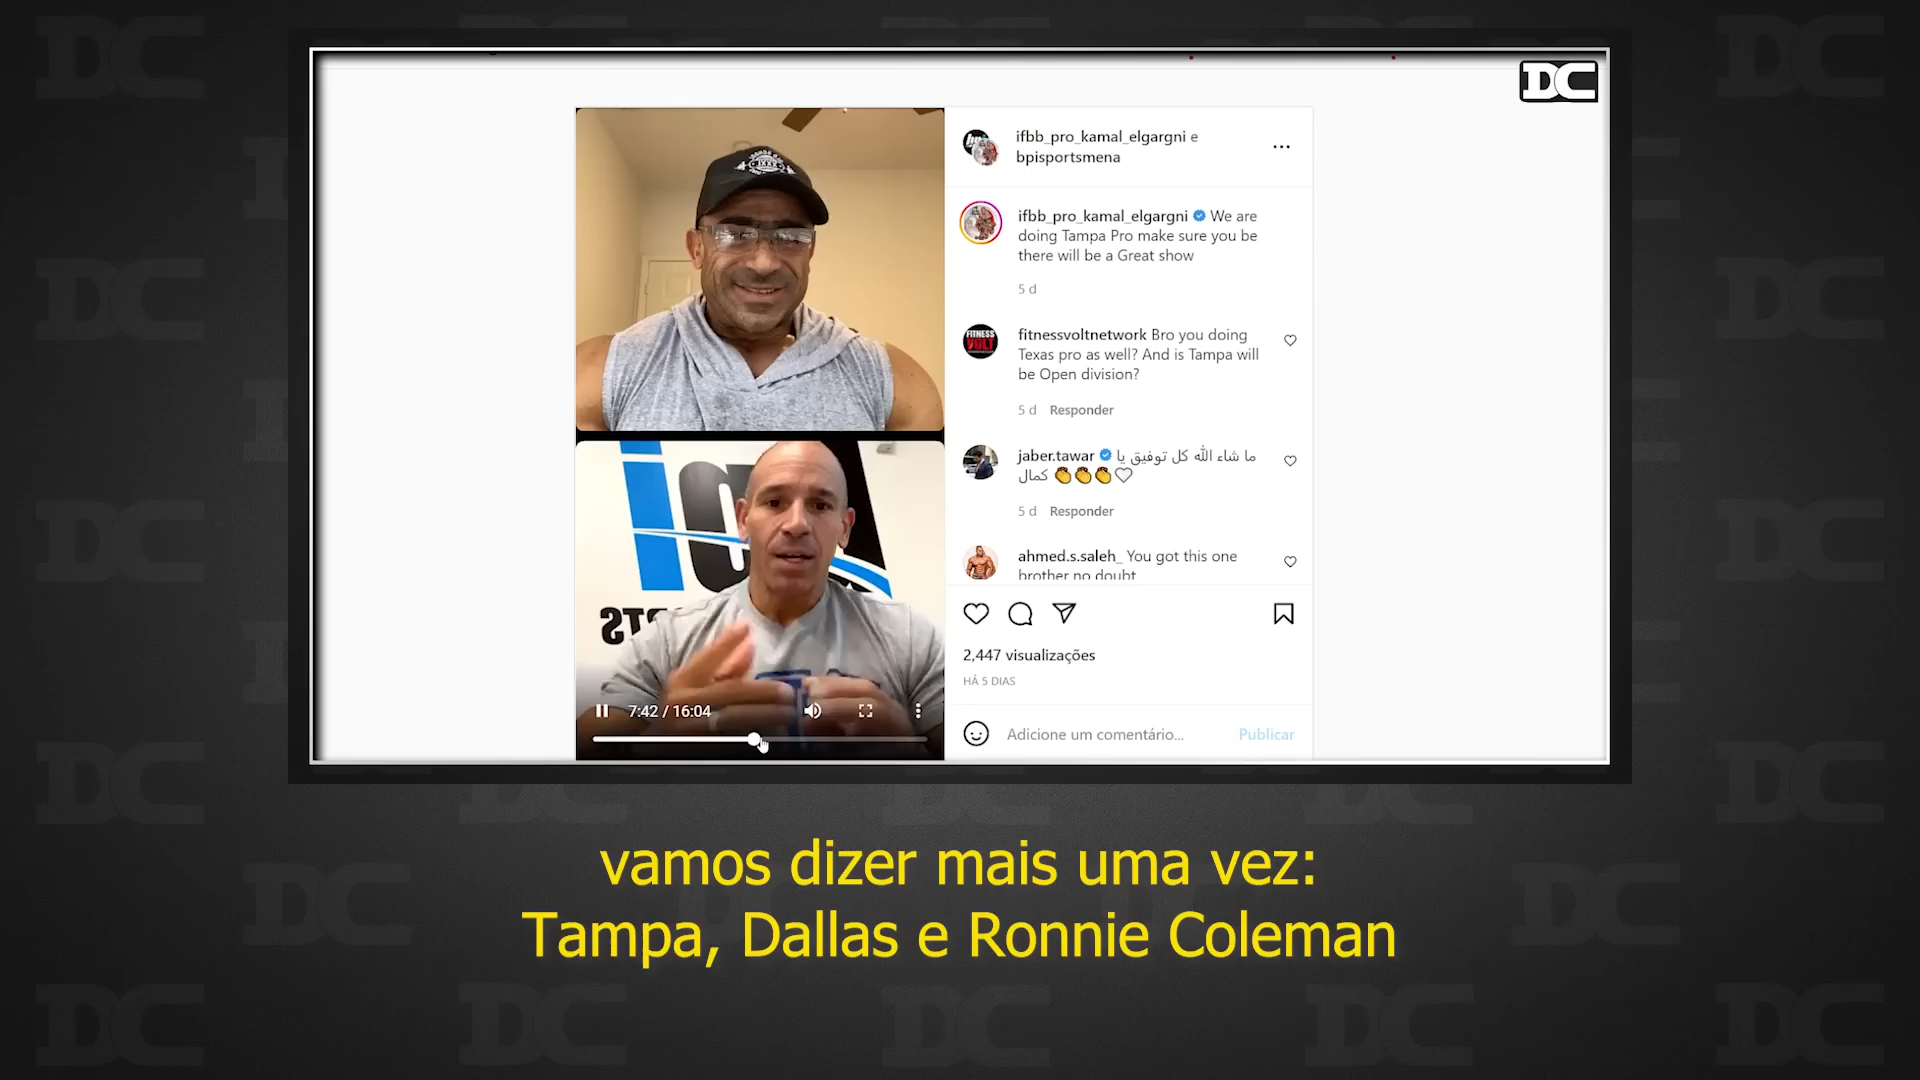 DC
ifbb_pro_kamal_elgargni e
bpisportsmena
ifbb_pro_kamal_elgargni We are
doing Tampa Pro make sure you be
there will be a Great show
5 d
FITNESS
VOLT
fitnessvoltnetwork Bro you doing
Texas pro as well? And is Tampa will
be Open division?
5 d Responder
jaber.tawar ما شاء الله كل توفيق يا
كمال 👏👏👏🤍
5 d Responder
ahmed.s.saleh_ You got this one
brother no doubt
2,447 visualizações
HÁ 5 DIAS
7:42 / 16:04
Adicione um comentário... Publicar
vamos dizer mais uma vez:
Tampa, Dallas e Ronnie Coleman